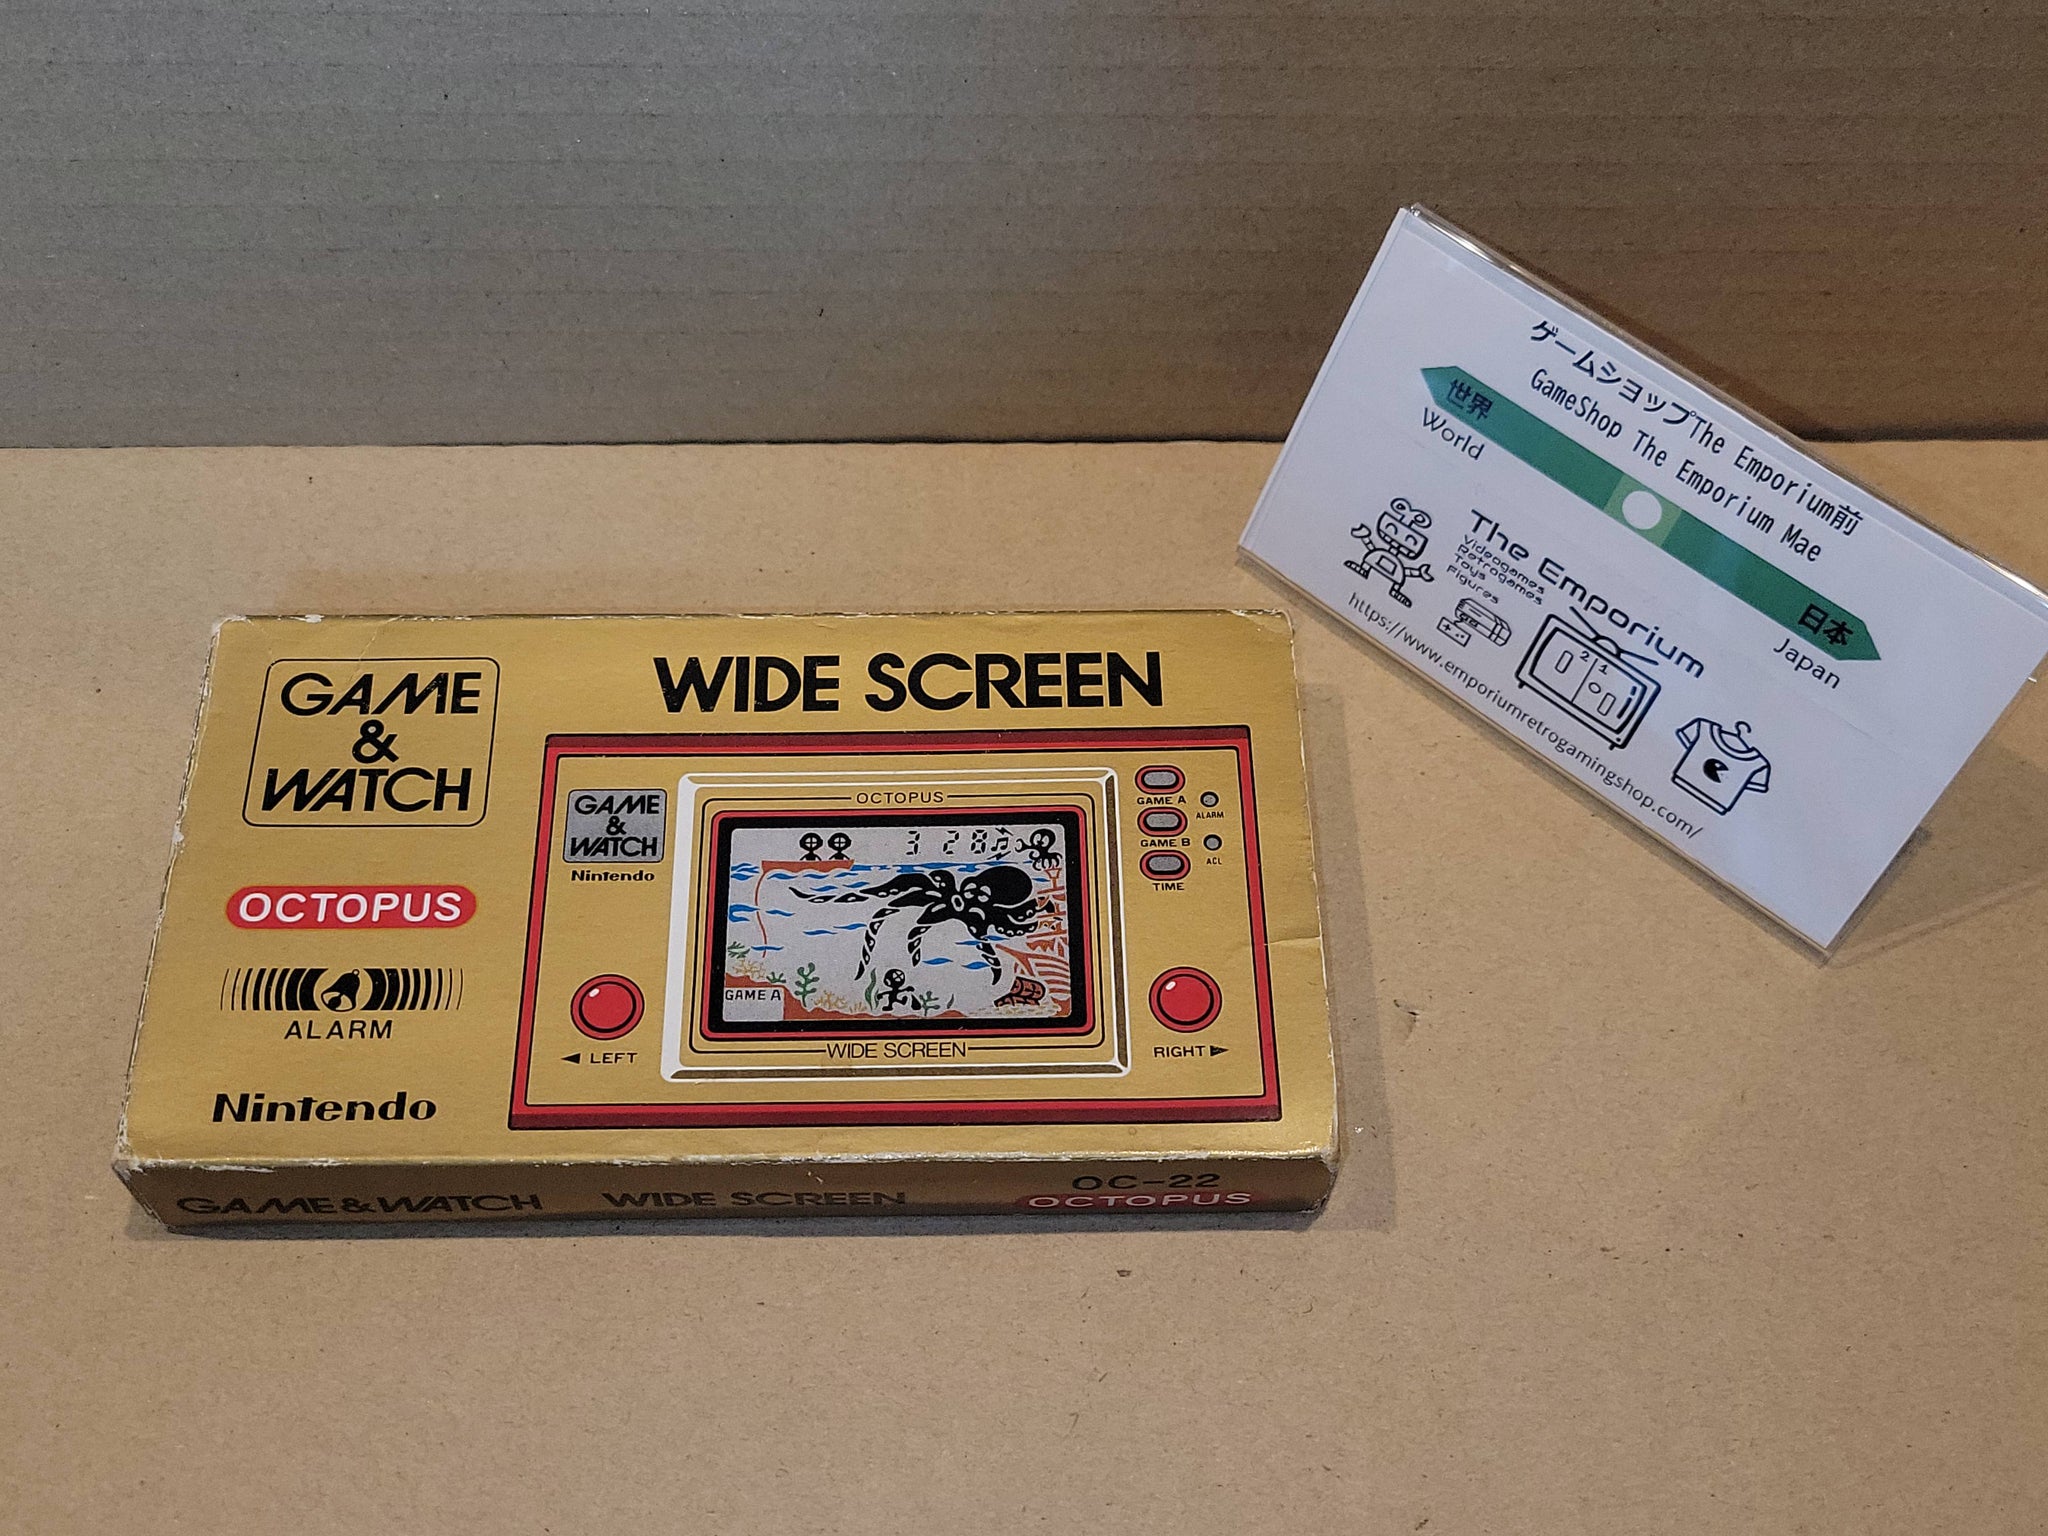 GAME
&
WATCH
WIDE SCREEN
OCTOPUS
ALARM
Nintendo
GAME
&
WATCH
Nintendo
OCTOPUS
3 28
GAME A
WIDE SCREEN
GAME A
ALARM
GAME B
ACL
TIME
◀ LEFT
RIGHT ▶
GAME&WATCH WIDE SCREEN OC-22
OCTOPUS
ゲームショップThe Emporium前
GameShop The Emporium Mae
世界
World
日本
Japan
The Emporium
Videogames
Retrogames
Toys
Figures
2 1
https://www.emporiumretrogamingshop.com/